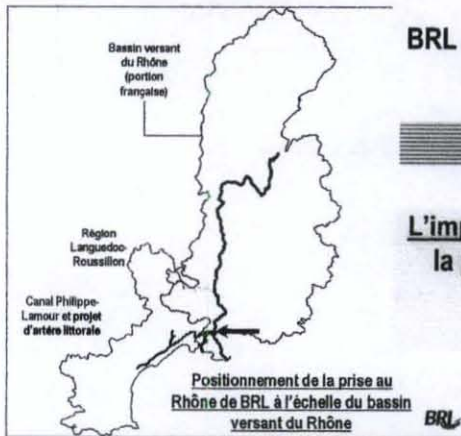 Bassin versant
du Rhône
(portion
française)
Région
Languedoc-
Roussillon
Canal Philippe-
Lamour et projet
d'artère littorale
Positionnement de la prise au
Rhône de BRL à l'échelle du bassin
versant du Rhône
BRL
L'im
la
BRL